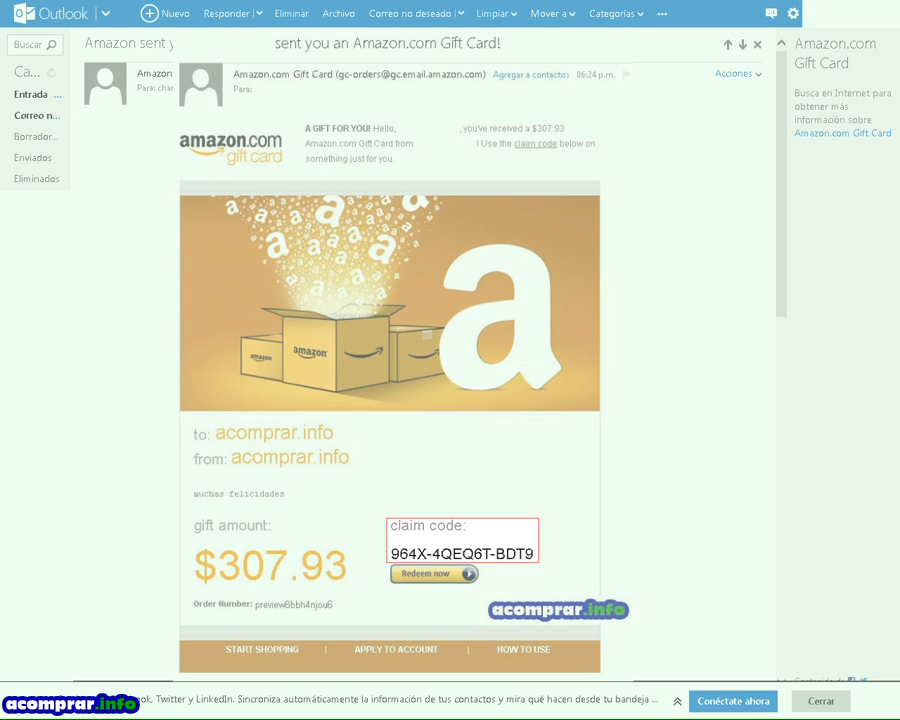 Outlook
Nuevo
Responder
Eliminar
Archivo
Correo no deseado
Limpiar
Mover a
Categorías
Buscar
Ca...
Entrada ...
Correo n...
Borrador...
Enviados
Eliminados
Amazon sent y
sent you an Amazon.com Gift Card!
Amazon
Para: char
Amazon.com Gift Card (gc-orders@gc.email.amazon.com) Agregar a contactos 06:24 p.m.
Para:
Acciones
amazon.com
gift card
A GIFT FOR YOU! Hello, , you've received a $307.93
Amazon.com Gift Card from ! Use the claim code below on
something just for you.
amazon
amazon
to: acomprar.info
from: acomprar.info
muchas felicidades
gift amount:
$307.93
claim code:
964X-4QEQ6T-BDT9
Redeem now
Order Number: preview8bbh4njou6
acomprar.info
START SHOPPING | APPLY TO ACCOUNT | HOW TO USE
Amazon.com
Gift Card
Busca en Internet para
obtener más
información sobre
Amazon.com Gift Card
Contenido de
acomprar.info
ok, Twitter y LinkedIn. Sincroniza automáticamente la información de tus contactos y mira qué hacen desde tu bandeja ...
Conéctate ahora
Cerrar